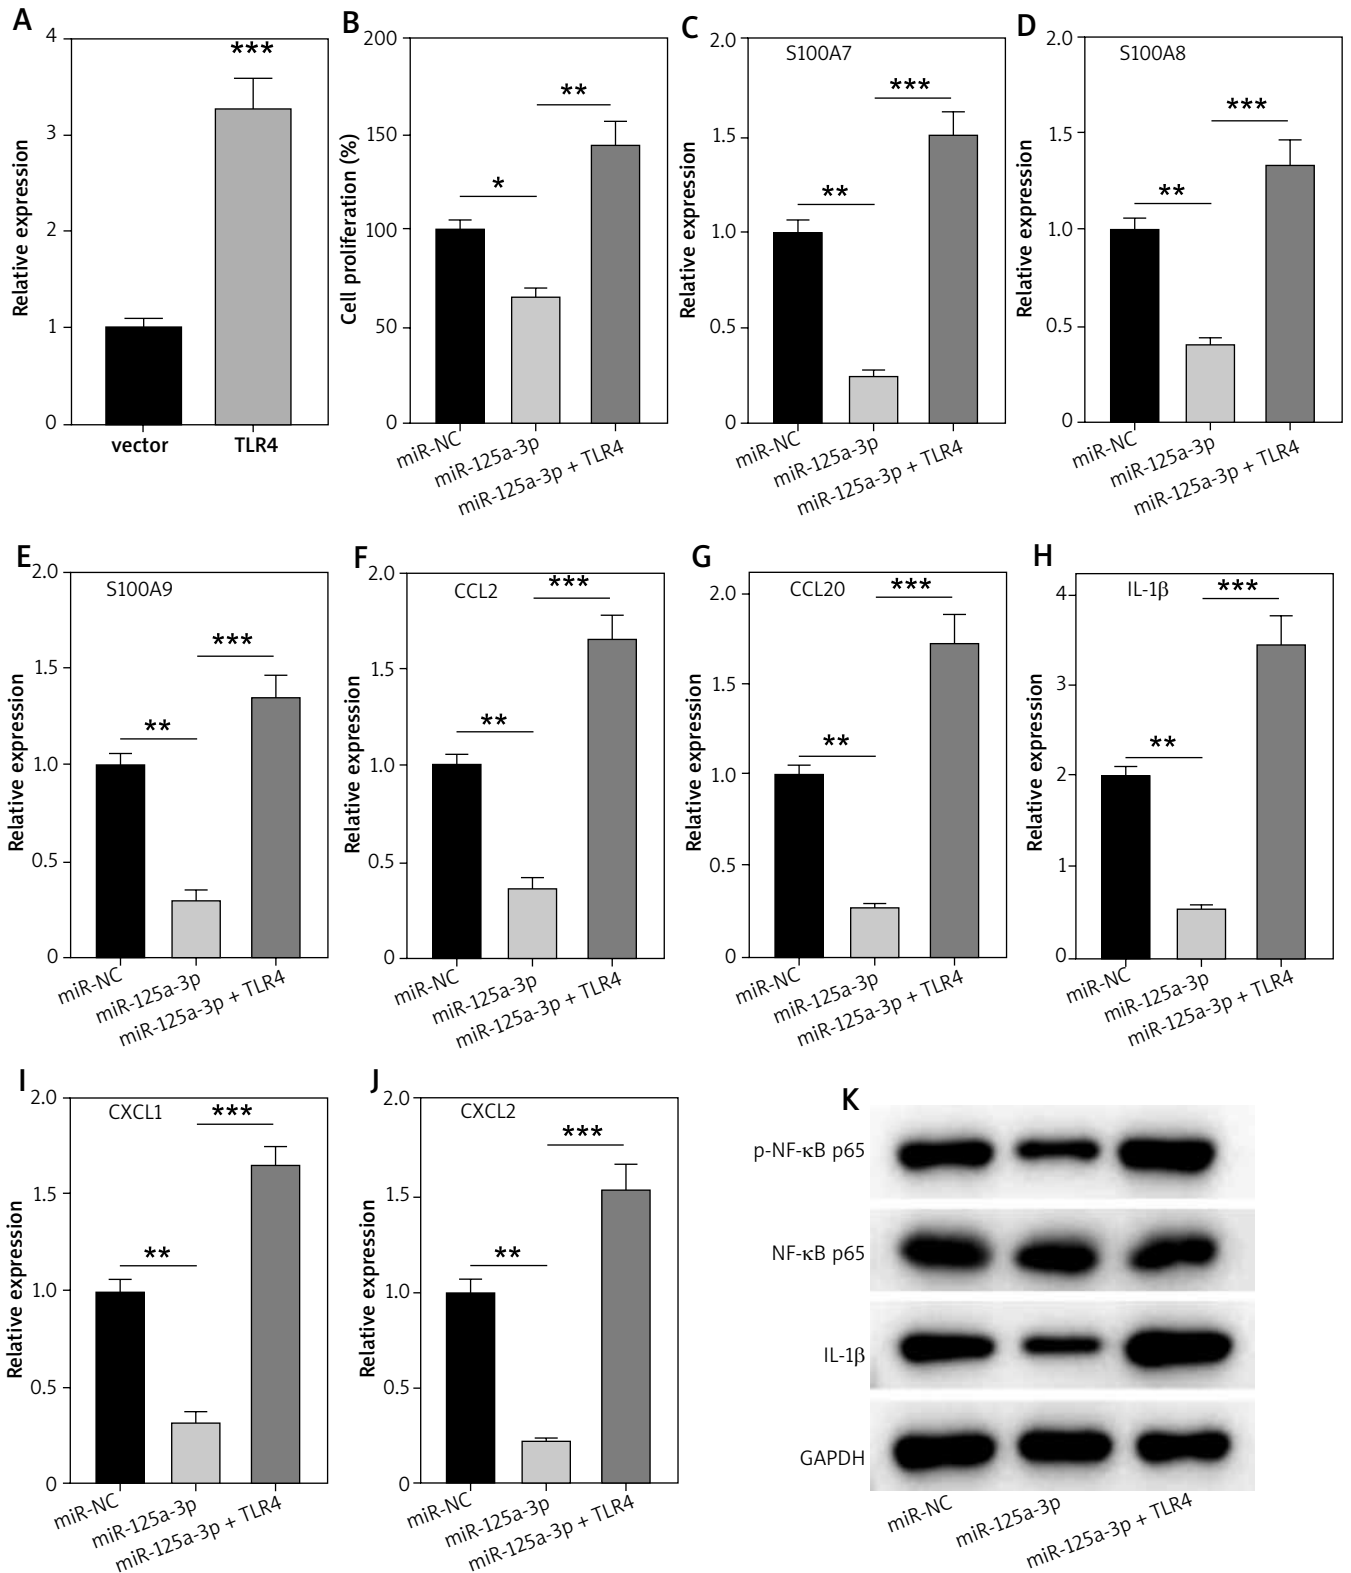 A
Relative expression
4
3
2
1
0
***
vector
TLR4
B
Cell proliferation (%)
200
150
100
50
0
*
**
miR-NC
miR-125a-3p
miR-125a-3p + TLR4
C
S100A7
Relative expression
2.0
1.5
1.0
0.5
0
**
***
miR-NC
miR-125a-3p
miR-125a-3p + TLR4
D
S100A8
Relative expression
2.0
1.5
1.0
0.5
0
**
***
miR-NC
miR-125a-3p
miR-125a-3p + TLR4
E
S100A9
Relative expression
2.0
1.5
1.0
0.5
0
**
***
miR-NC
miR-125a-3p
miR-125a-3p + TLR4
F
CCL2
Relative expression
2.0
1.5
1.0
0.5
0
**
***
miR-NC
miR-125a-3p
miR-125a-3p + TLR4
G
CCL20
Relative expression
2.0
1.5
1.0
0.5
0
**
***
miR-NC
miR-125a-3p
miR-125a-3p + TLR4
H
IL-1β
Relative expression
4
3
2
1
0
**
***
miR-NC
miR-125a-3p
miR-125a-3p + TLR4
I
CXCL1
Relative expression
2.0
1.5
1.0
0.5
0
**
***
miR-NC
miR-125a-3p
miR-125a-3p + TLR4
J
CXCL2
Relative expression
2.0
1.5
1.0
0.5
0
**
***
miR-NC
miR-125a-3p
miR-125a-3p + TLR4
K
p-NF-κB p65
NF-κB p65
IL-1β
GAPDH
miR-NC
miR-125a-3p
miR-125a-3p + TLR4